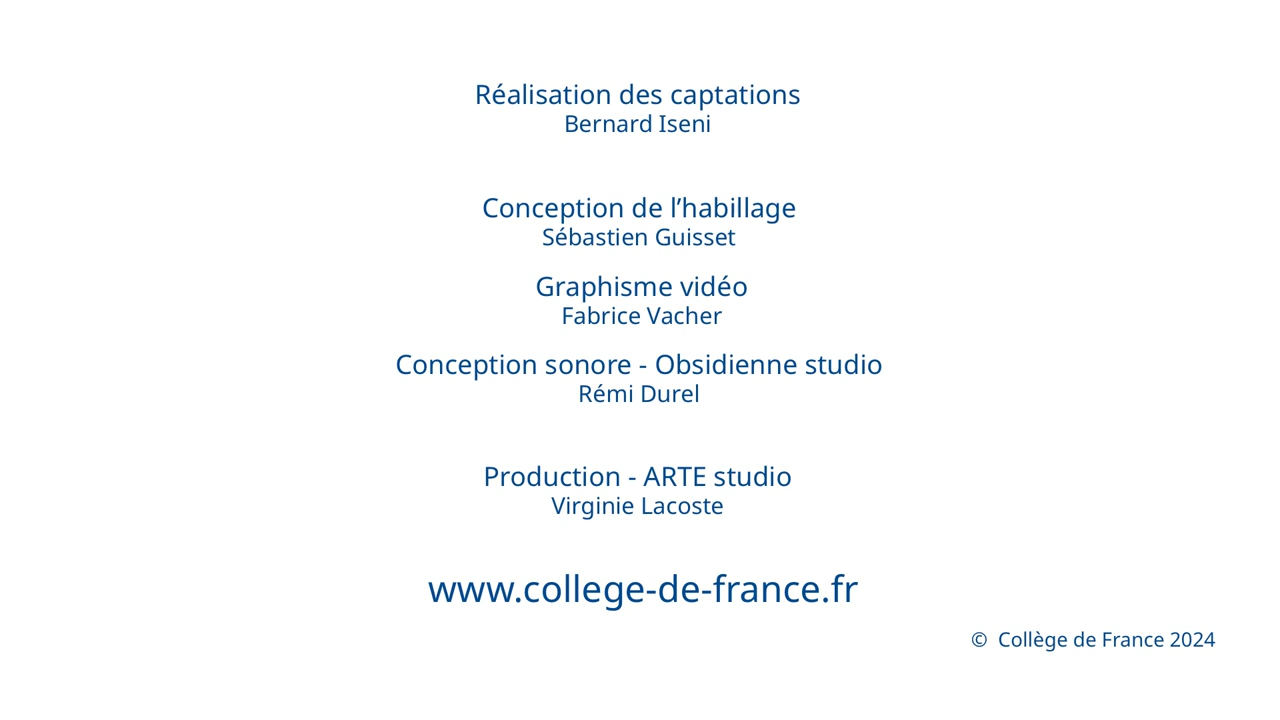 Réalisation des captations
Bernard Iseni
Conception de l’habillage
Sébastien Guisset
Graphisme vidéo
Fabrice Vacher
Conception sonore - Obsidienne studio
Rémi Durel
Production - ARTE studio
Virginie Lacoste
www.college-de-france.fr
© Collège de France 2024